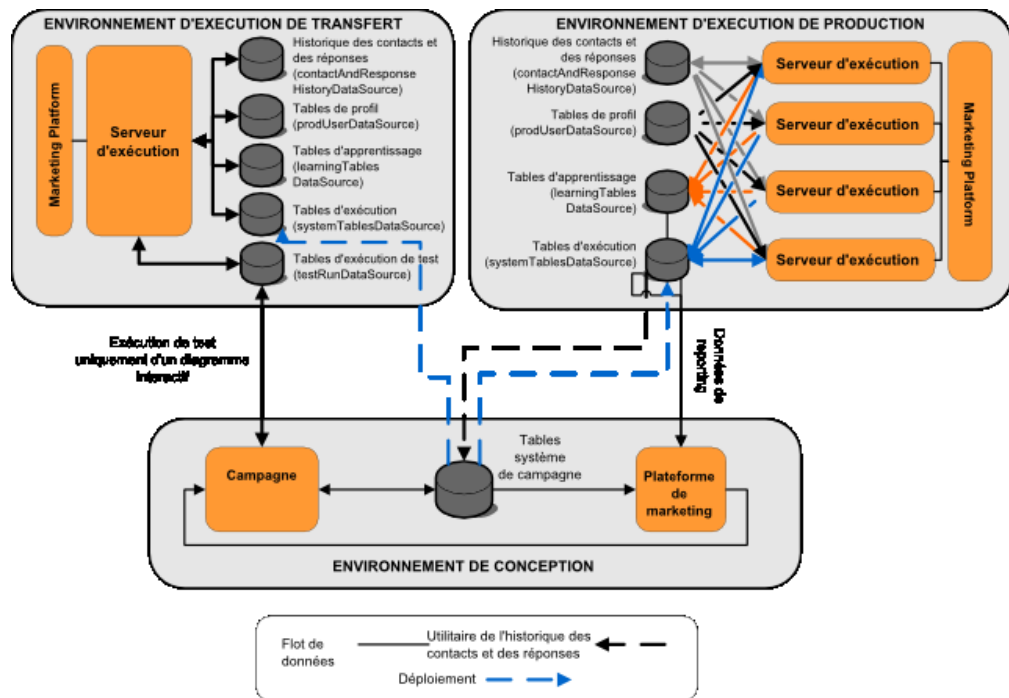 ENVIRONNEMENT D'EXECUTION DE TRANSFERT
Marketing Platform
Serveur
d'exécution
Historique des contacts et
des réponses
(contactAndResponse
HistoryDataSource)
Tables de profil
(prodUserDataSource)
Tables d'apprentissage
(learningTables
DataSource)
Tables d'exécution
(systemTablesDataSource)
Tables d'exécution de test
(testRunDataSource)
ENVIRONNEMENT D'EXECUTION DE PRODUCTION
Historique des contacts et
des réponses
(contactAndResponse
HistoryDataSource)
Tables de profil
(prodUserDataSource)
Tables d'apprentissage
(learningTables
DataSource)
Tables d'exécution
(systemTablesDataSource)
Serveur d'exécution
Serveur d'exécution
Serveur d'exécution
Serveur d'exécution
Marketing Platform
Exécution de test
uniquement d'un diagramme
interactif
Données de
reporting
Campagne
Tables
système
de campagne
Plateforme
de
marketing
ENVIRONNEMENT DE CONCEPTION
Flot de
données
Utilitaire de l'historique des
contacts et des réponses
Déploiement